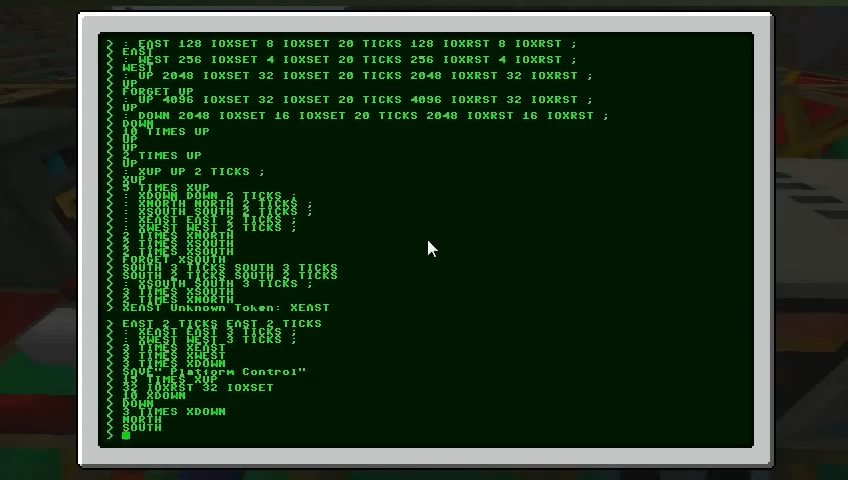 > : EAST 128 IOXSET 8 IOXSET 20 TICKS 128 IOXRST 8 IOXRST ;
> EAST
> : WEST 256 IOXSET 4 IOXSET 20 TICKS 256 IOXRST 4 IOXRST ;
> WEST
> : UP 2048 IOXSET 32 IOXSET 20 TICKS 2048 IOXRST 32 IOXRST ;
> UP
> FORGET UP
> : UP 4096 IOXSET 32 IOXSET 20 TICKS 4096 IOXRST 32 IOXRST ;
> UP
> : DOWN 2048 IOXSET 16 IOXSET 20 TICKS 2048 IOXRST 16 IOXRST ;
> DOWN
> 10 TIMES UP
> UP
> UP
> 2 TIMES UP
> UP
> : XUP UP 2 TICKS ;
> XUP
> 5 TIMES XUP
> : XDOWN DOWN 2 TICKS ;
> : XNORTH NORTH 2 TICKS ;
> : XSOUTH SOUTH 2 TICKS ;
> : XEAST EAST 2 TICKS ;
> : XWEST WEST 2 TICKS ;
> 2 TIMES XNORTH
> 2 TIMES XSOUTH
> 2 TIMES XSOUTH
> FORGET XSOUTH
> SOUTH 3 TICKS SOUTH 3 TICKS
> SOUTH 2 TICKS SOUTH 2 TICKS
> : XSOUTH SOUTH 3 TICKS ;
> 3 TIMES XSOUTH
> 2 TIMES XNORTH
> XEAST Unknown Token: XEAST
> EAST 2 TICKS EAST 2 TICKS
> : XEAST EAST 3 TICKS ;
> : XWEST WEST 3 TICKS ;
> 3 TIMES XEAST
> 3 TIMES XWEST
> 3 TIMES XDOWN
> SAVE" Platform Control"
> 15 TIMES XUP
> 32 IOXRST 32 IOXSET
> 10 XDOWN
> DOWN
> 3 TIMES XDOWN
> NORTH
> SOUTH
>